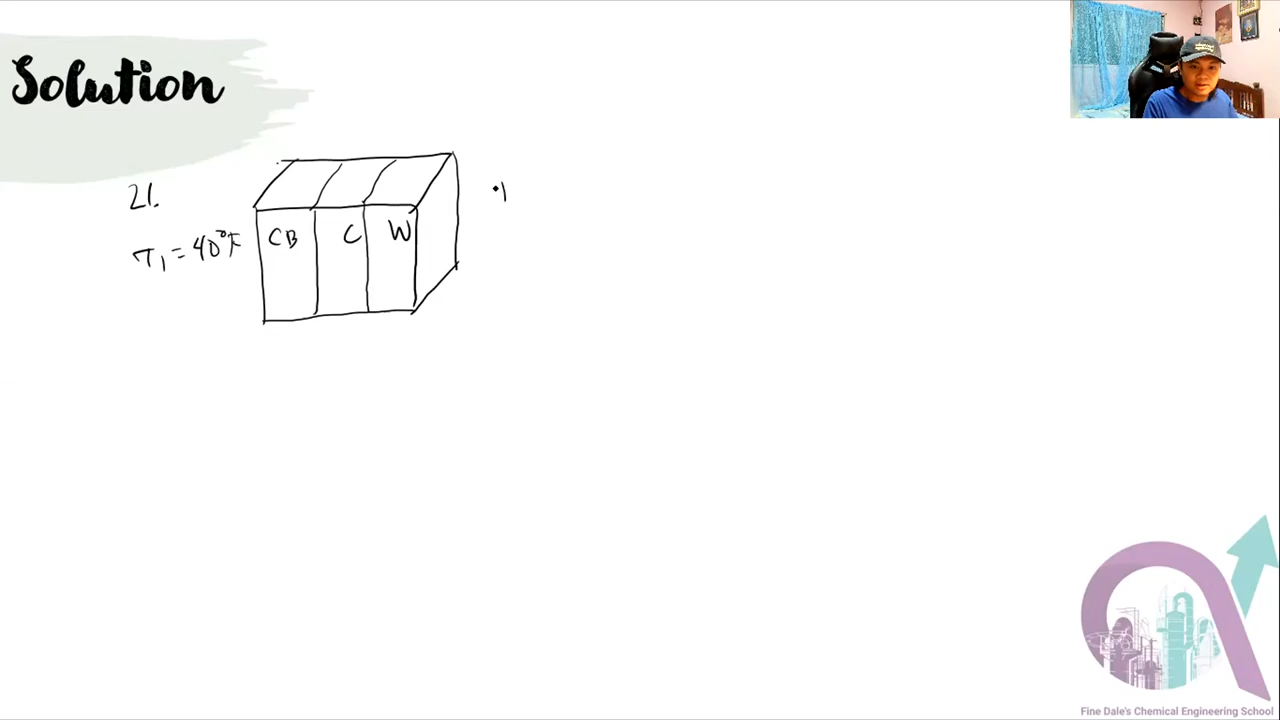 Solution
21.
T₁ = 40°F
CB C W
Fine Dale's Chemical Engineering School